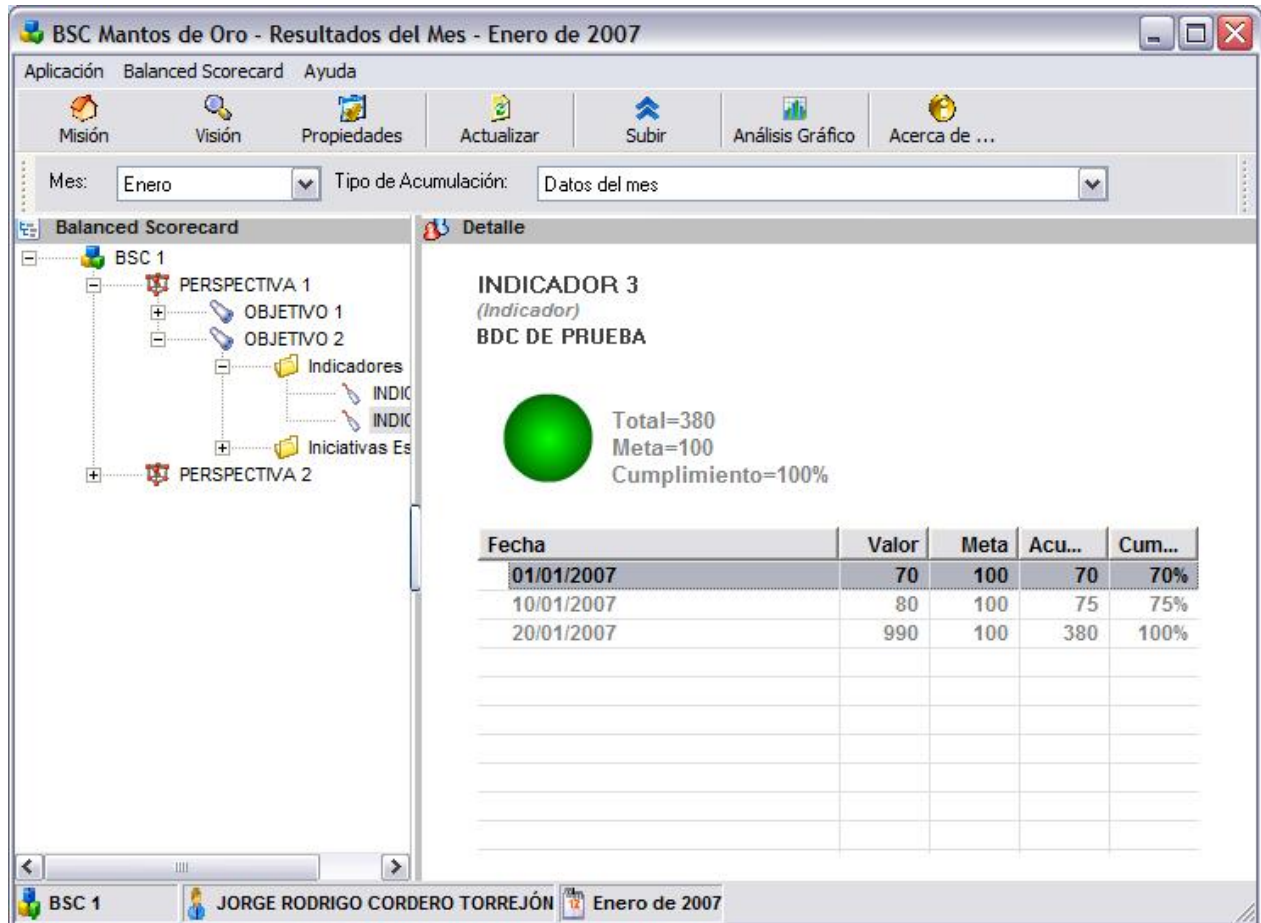 BSC Mantos de Oro - Resultados del Mes - Enero de 2007
Aplicación Balanced Scorecard Ayuda
Misión Visión Propiedades Actualizar Subir Análisis Gráfico Acerca de ...
Mes: Enero Tipo de Acumulación: Datos del mes
Balanced Scorecard
BSC 1
PERSPECTIVA 1
OBJETIVO 1
OBJETIVO 2
Indicadores
INDIC
INDIC
Iniciativas Es
PERSPECTIVA 2
Detalle
INDICADOR 3
(Indicador)
BDC DE PRUEBA
Total=380
Meta=100
Cumplimiento=100%
Fecha Valor Meta Acu... Cum...
01/01/2007 70 100 70 70%
10/01/2007 80 100 75 75%
20/01/2007 990 100 380 100%
BSC 1 JORGE RODRIGO CORDERO TORREJÓN 12 Enero de 2007